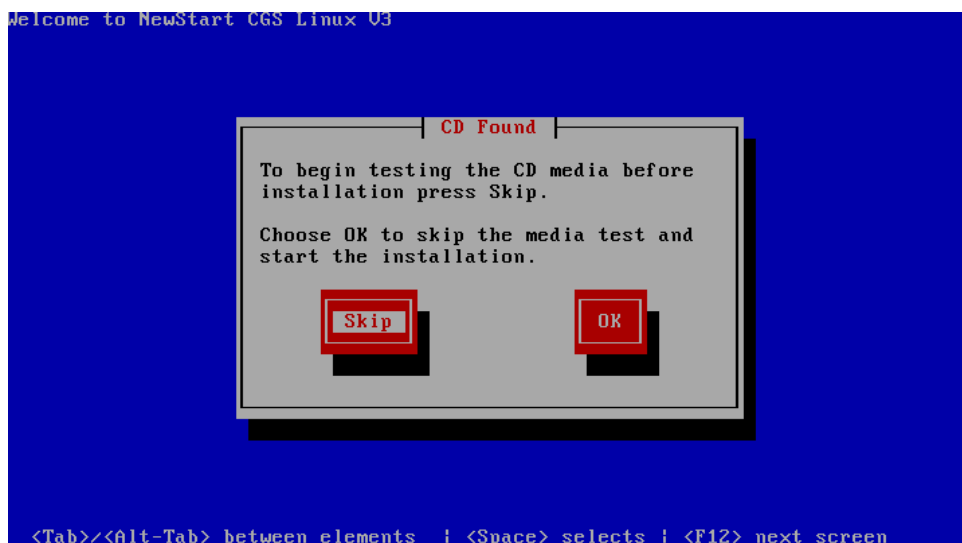 Welcome to NewStart CGS Linux V3
CD Found
To begin testing the CD media before
installation press Skip.
Choose OK to skip the media test and
start the installation.
Skip
OK
<Tab>/<Alt-Tab> between elements | <Space> selects | <F12> next screen